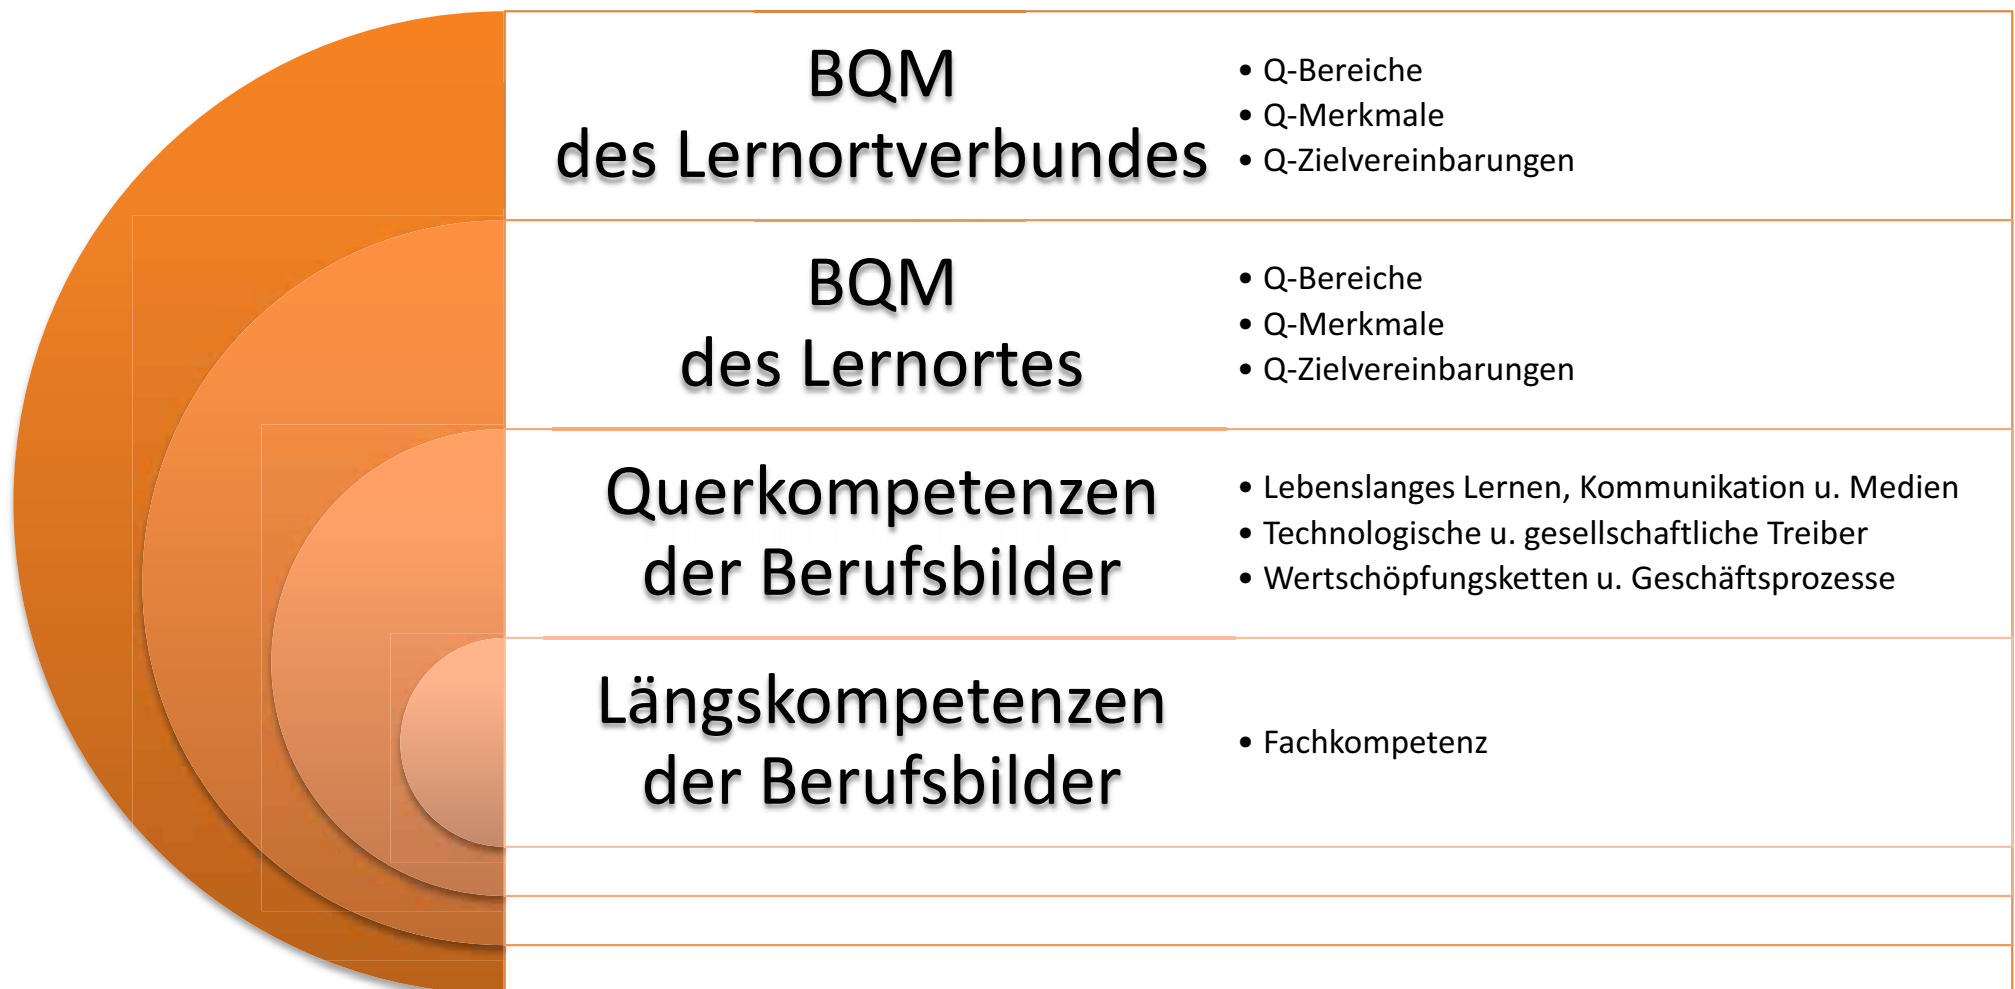 BQM
des Lernortverbundes
• Q-Bereiche
• Q-Merkmale
• Q-Zielvereinbarungen
BQM
des Lernortes
• Q-Bereiche
• Q-Merkmale
• Q-Zielvereinbarungen
Querkompetenzen
der Berufsbilder
• Lebenslanges Lernen, Kommunikation u. Medien
• Technologische u. gesellschaftliche Treiber
• Wertschöpfungsketten u. Geschäftsprozesse
Längskompetenzen
der Berufsbilder
• Fachkompetenz